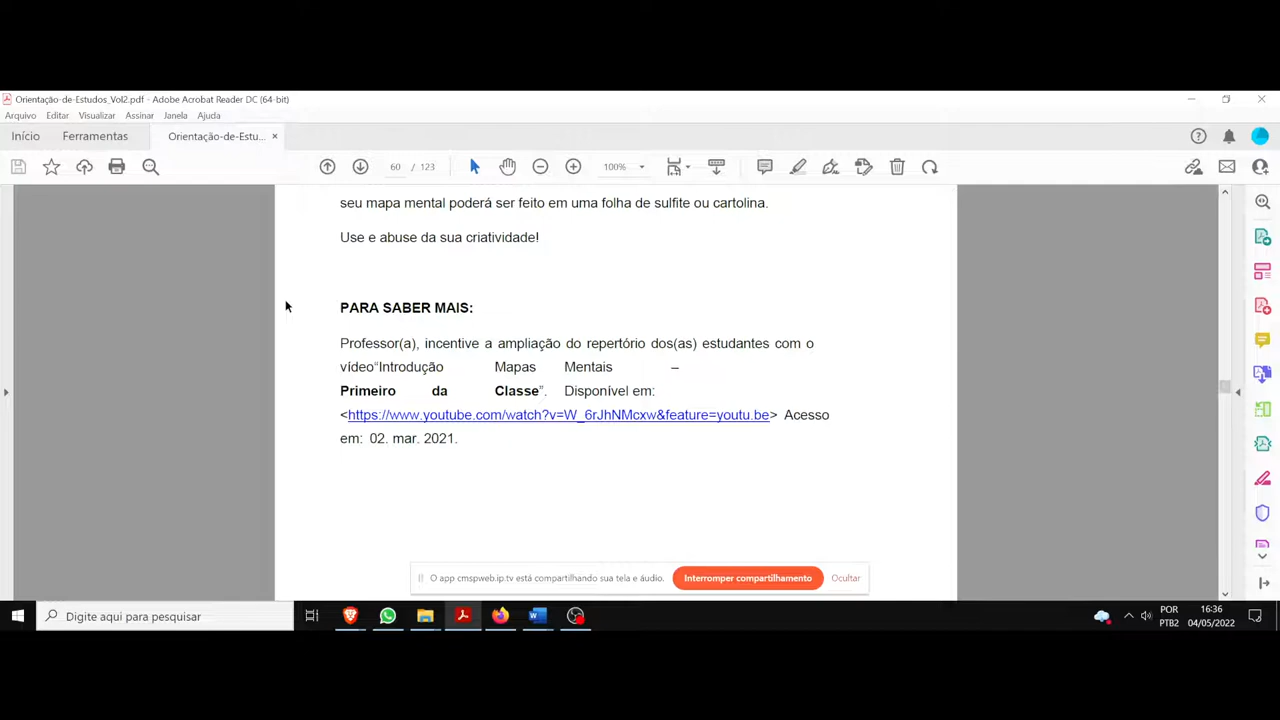 Orientação-de-Estudos_Vol2.pdf - Adobe Acrobat Reader DC (64-bit)
Arquivo Editar Visualizar Assinar Janela Ajuda
Início Ferramentas Orientação-de-Estu... ×
60 / 123 100%
seu mapa mental poderá ser feito em uma folha de sulfite ou cartolina.
Use e abuse da sua criatividade!
PARA SABER MAIS:
Professor(a), incentive a ampliação do repertório dos(as) estudantes com o
vídeo“Introdução Mapas Mentais –
Primeiro da Classe”. Disponível em:
<https://www.youtube.com/watch?v=W_6rJhNMcxw&feature=youtu.be> Acesso
em: 02. mar. 2021.
O app cmspweb.ip.tv está compartilhando sua tela e áudio. Interromper compartilhamento Ocultar
Digite aqui para pesquisar
POR 16:36
PTB2 04/05/2022